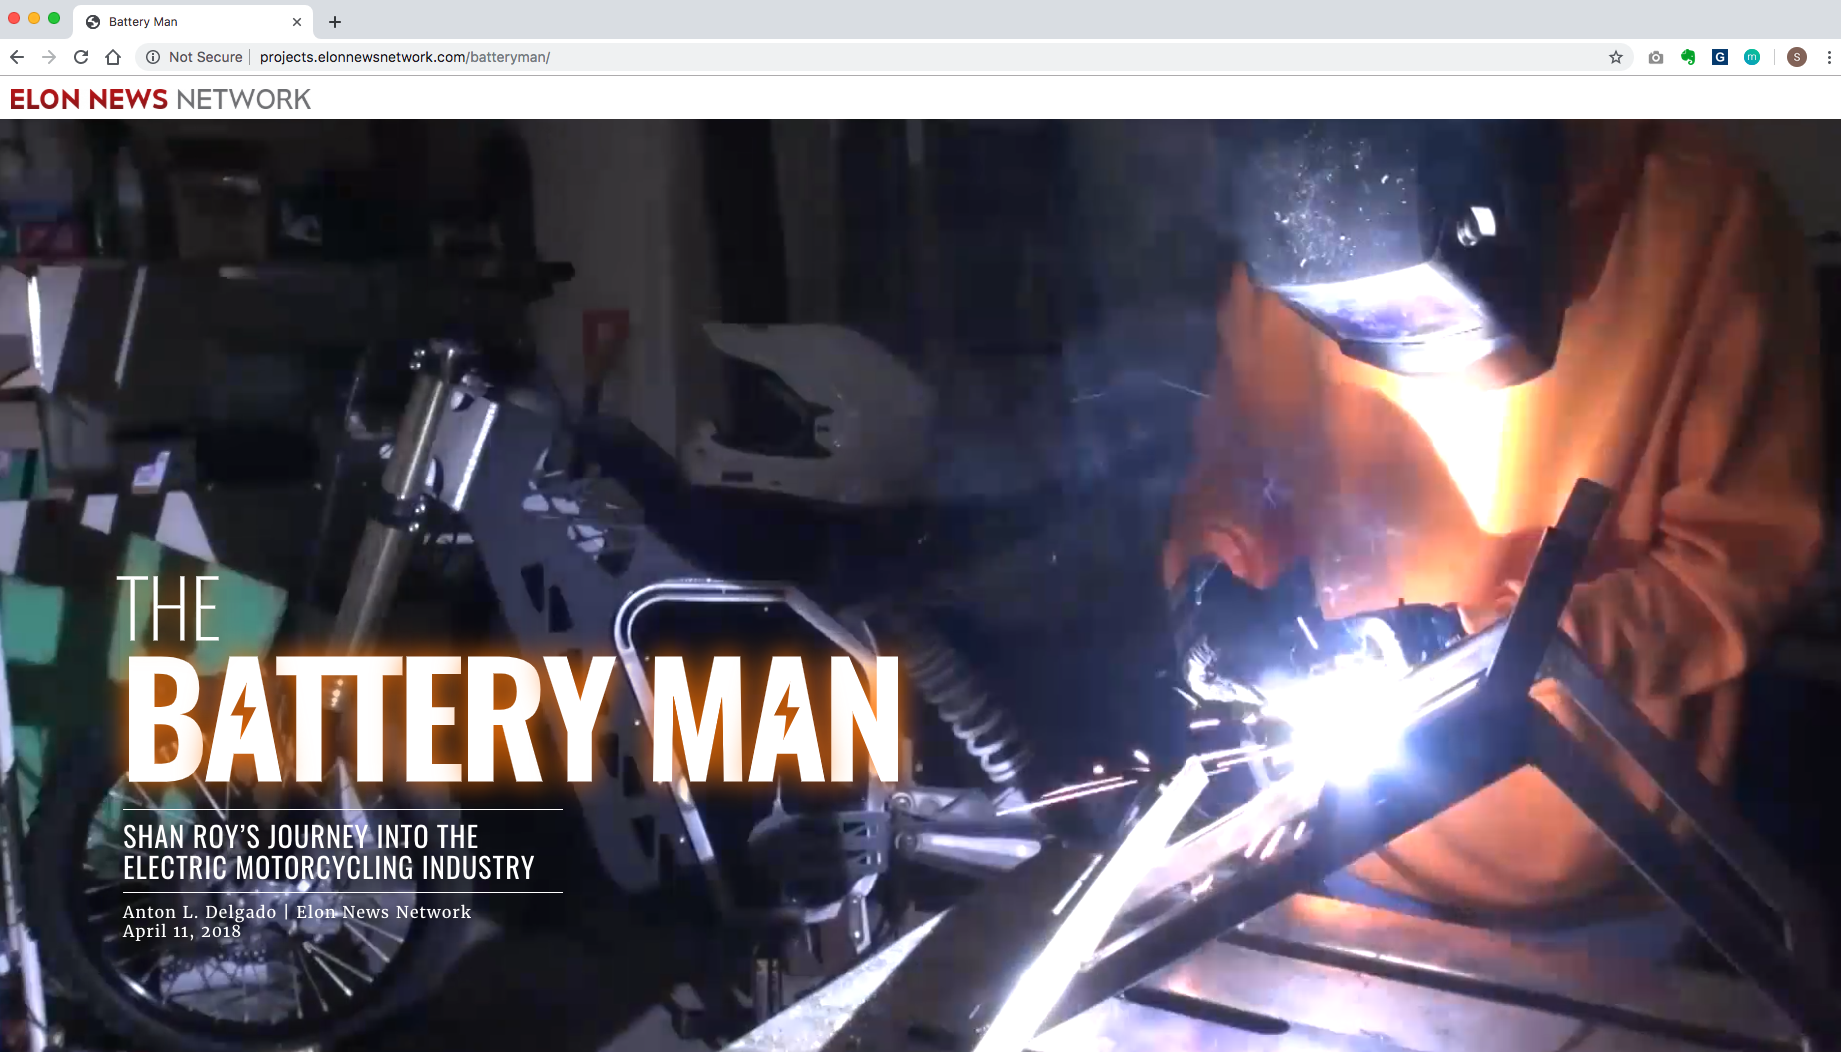 Battery Man
Not Secure
projects.elonnewsnetwork.com/batteryman/
G
m
S
ELON NEWS NETWORK
THE
BATTERY MAN
SHAN ROY’S JOURNEY INTO THE
ELECTRIC MOTORCYCLING INDUSTRY
Anton L. Delgado | Elon News Network
April 11, 2018